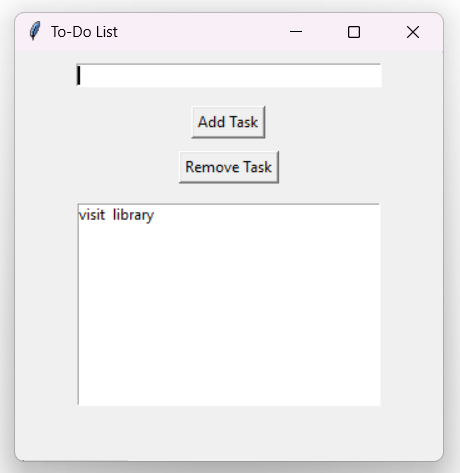 To-Do List
Add Task
Remove Task
visit  library